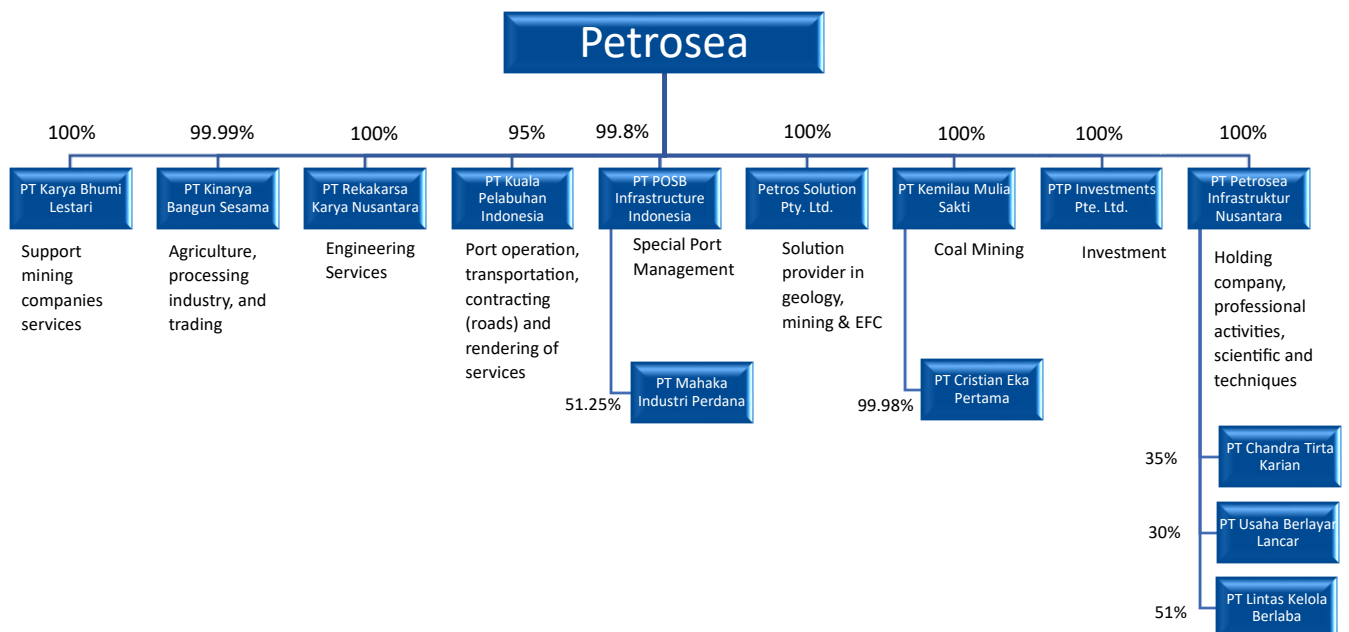 Petrosea
100%
99.99%
100%
95%
99.8%
100%
100%
100%
100%
PT Karya Bhumi
Lestari
PT Kinarya
Bangun Sesama
PT Rekakarsa
Karya Nusantara
PT Kuala
Pelabuhan
Indonesia
PT POSB
Infrastructure
Indonesia
Petros Solution
Pty. Ltd.
PT Kemilau Mulia
Sakti
PTP Investments
Pte. Ltd.
PT Petrosea
Infrastruktur
Nusantara
Support
mining
companies
services
Agriculture,
processing
industry, and
trading
Engineering
Services
Port operation,
transportation,
contracting
(roads) and
rendering of
services
Special Port
Management
Solution
provider in
geology,
mining & EFC
Coal Mining
Investment
Holding
company,
professional
activities,
scientific and
techniques
51.25%
PT Mahaka
Industri Perdana
99.98%
PT Cristian Eka
Pertama
35%
PT Chandra Tirta
Karian
30%
PT Usaha Berlayar
Lancar
51%
PT Lintas Kelola
Berlaba